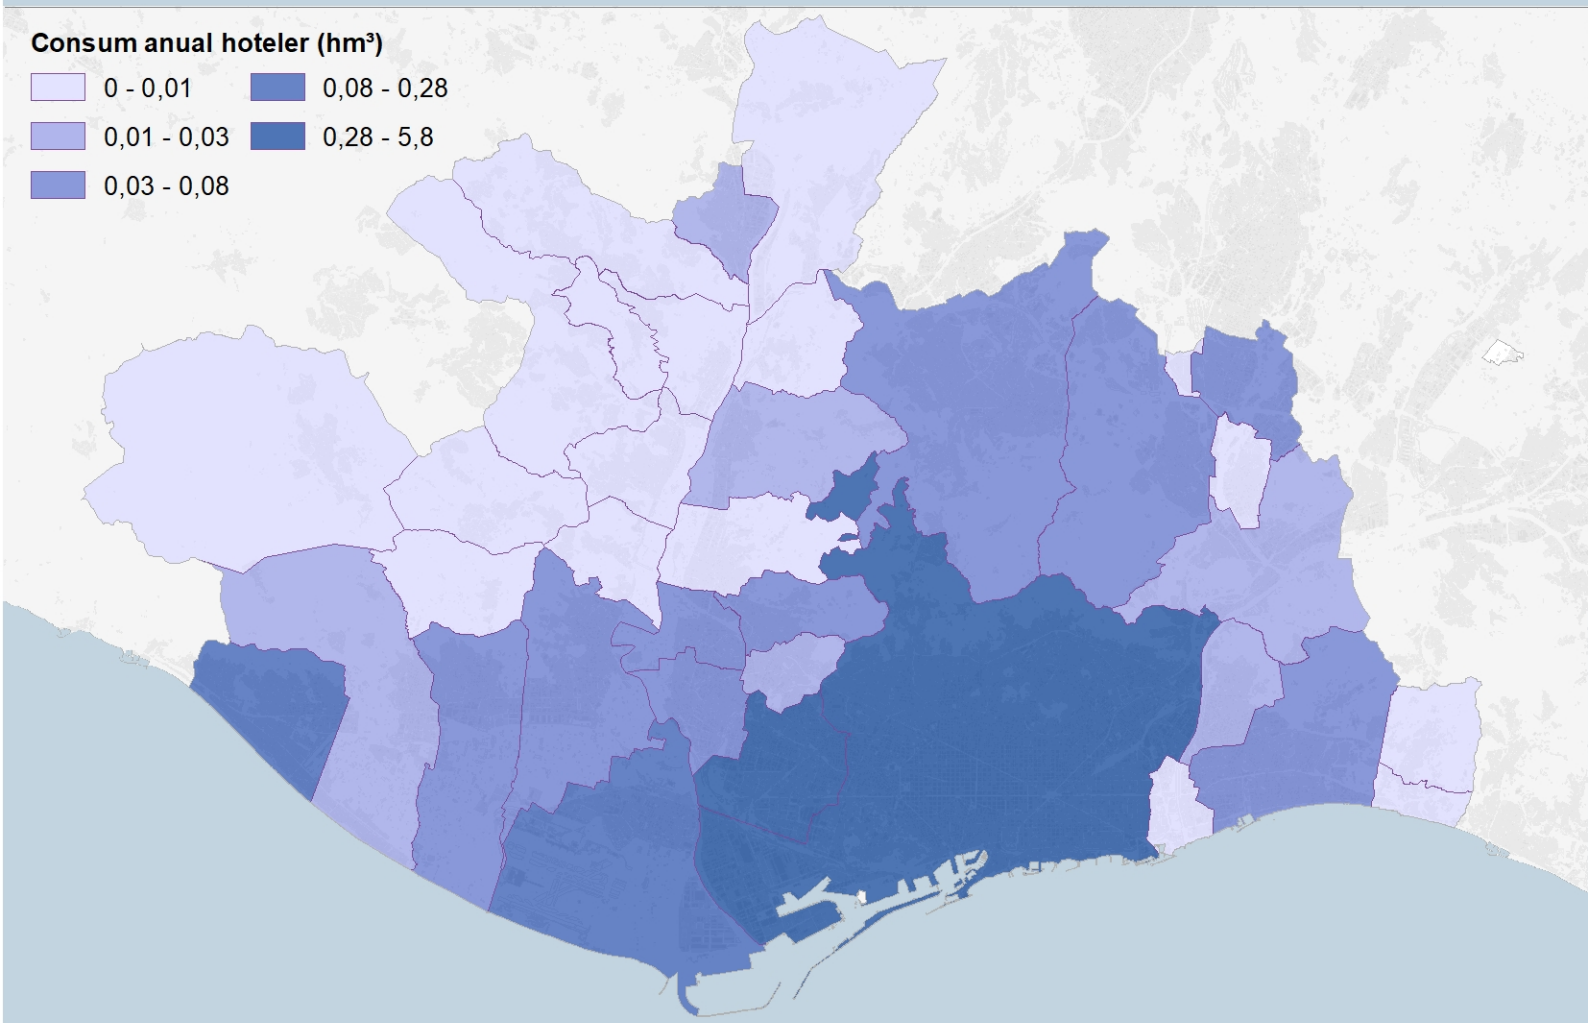 Consum anual hoteler (hm³)
0 - 0,01
0,01 - 0,03
0,03 - 0,08
0,08 - 0,28
0,28 - 5,8